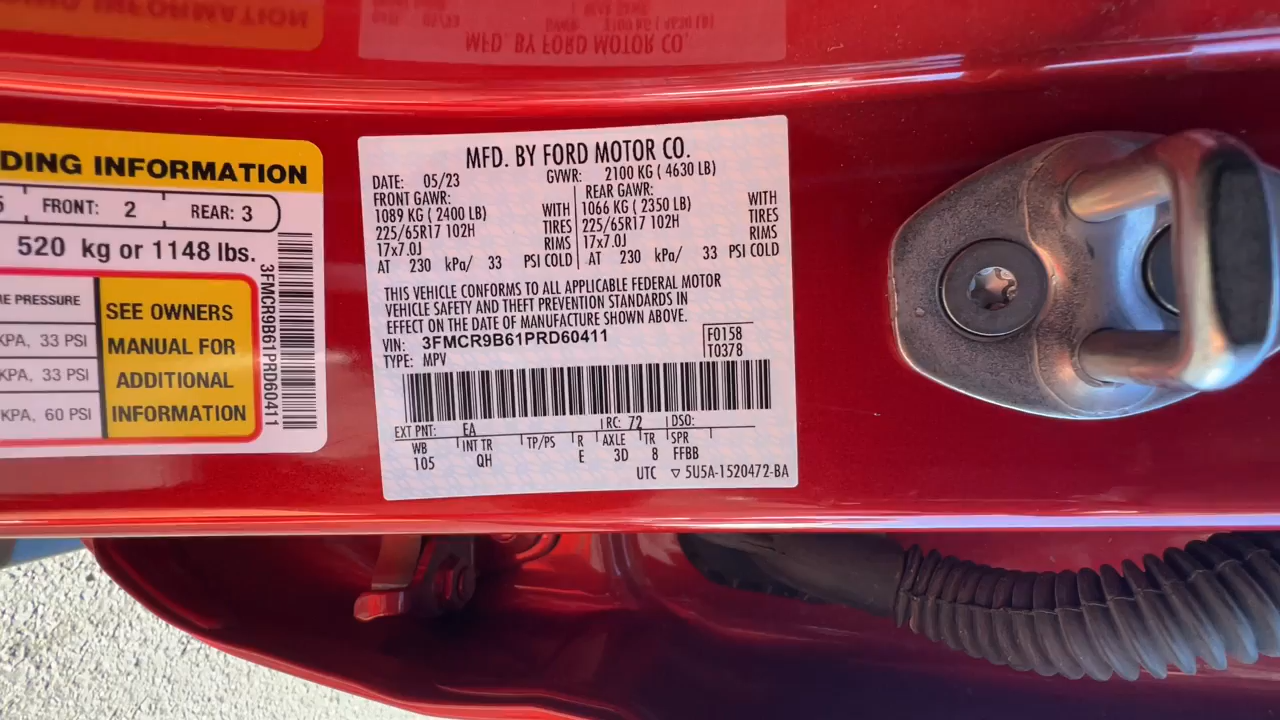 DING INFORMATION
FRONT: 2 REAR: 3
520 kg or 1148 lbs.
PRESSURE
KPA, 33 PSI
KPA, 33 PSI
KPA, 60 PSI
SEE OWNERS
MANUAL FOR
ADDITIONAL
INFORMATION
3FMCR9B61PRD60411
MFD. BY FORD MOTOR CO.
DATE: 05/23 GVWR: 2100 KG ( 4630 LB)
FRONT GAWR: REAR GAWR:
1089 KG ( 2400 LB) WITH 1066 KG ( 2350 LB) WITH
225/65R17 102H TIRES 225/65R17 102H TIRES
17x7.0J RIMS 17x7.0J RIMS
AT 230 kPa/ 33 PSI COLD AT 230 kPa/ 33 PSI COLD
THIS VEHICLE CONFORMS TO ALL APPLICABLE FEDERAL MOTOR
VEHICLE SAFETY AND THEFT PREVENTION STANDARDS IN
EFFECT ON THE DATE OF MANUFACTURE SHOWN ABOVE.
VIN: 3FMCR9B61PRD60411 F0158
TYPE: MPV T0378
EXT PNT: EA RC: 72 DSO:
WB INT TR TP/PS R AXLE TR SPR
105 QH E 3D 8 FFBB
UTC ▽ 5U5A-1520472-BA